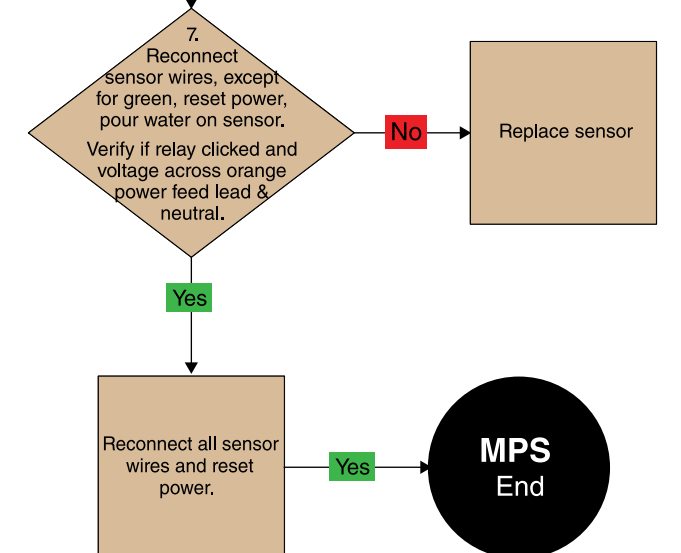 7.
Reconnect
sensor wires, except
for green, reset power,
pour water on sensor.
Verify if relay clicked and
voltage across orange
power feed lead &
neutral.
No
Replace sensor
Yes
Reconnect all sensor
wires and reset
power.
Yes
MPS
End